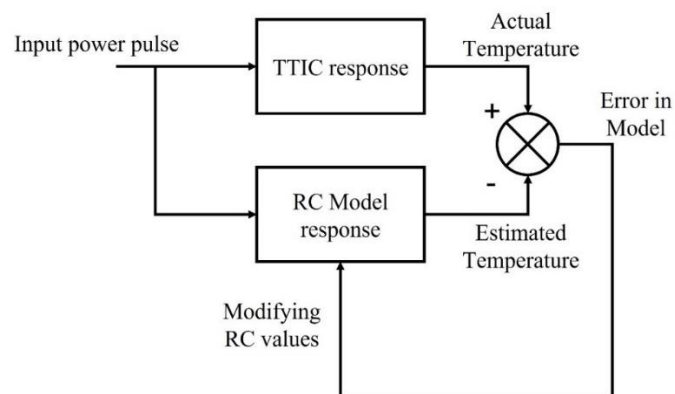 Input power pulse
TTIC response
Actual
Temperature
+
Error in
Model
-
RC Model
response
Estimated
Temperature
Modifying
RC values